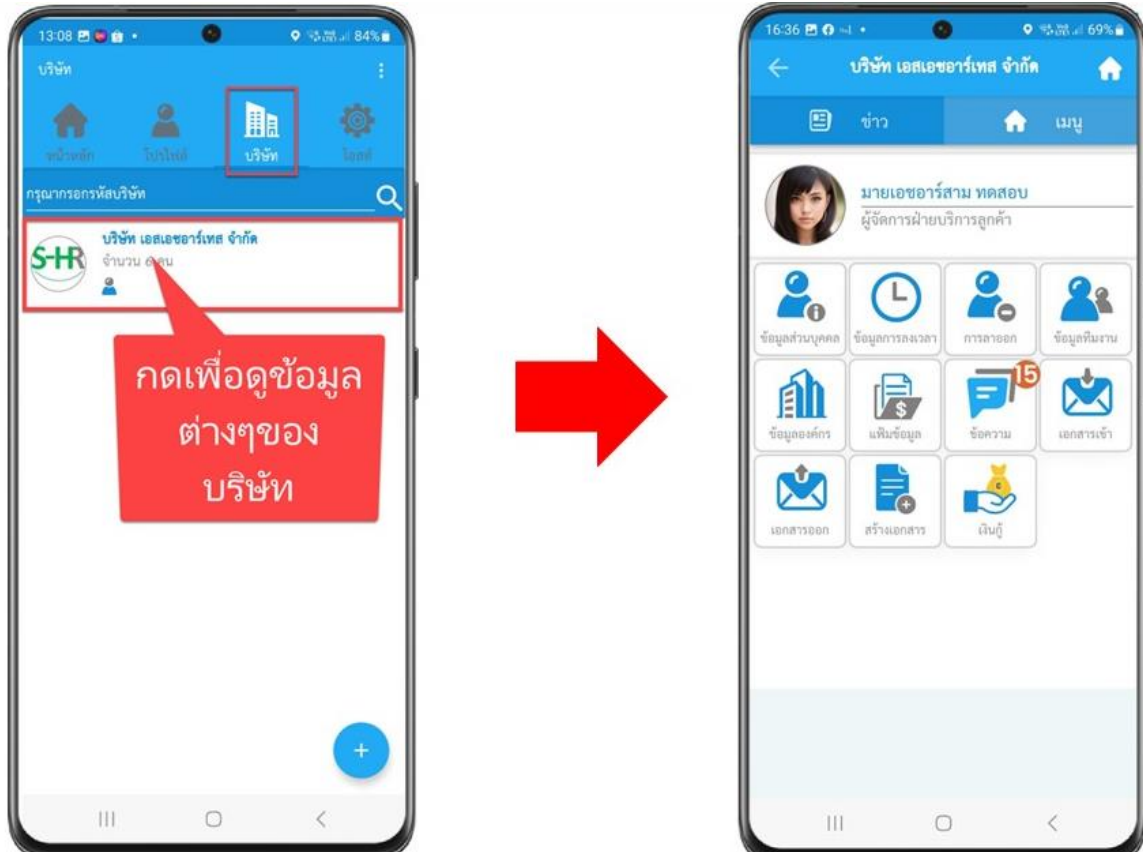 13:08
84%
บริษัท
หน้าหลัก
โปรไฟล์
บริษัท
โฮสต์
กรุณากรอกรหัสบริษัท
S-HR
บริษัท เอสเอชอาร์เทส จำกัด
จำนวน 6 คน
กดเพื่อดูข้อมูล
ต่างๆของ
บริษัท
+
16:36
69%
บริษัท เอสเอชอาร์เทส จำกัด
ข่าว
เมนู
มายเอชอาร์สาม ทดสอบ
ผู้จัดการฝ่ายบริการลูกค้า
ข้อมูลส่วนบุคคล
ข้อมูลการลงเวลา
การลาออก
ข้อมูลทีมงาน
ข้อมูลองค์กร
แฟ้มข้อมูล
15
ข้อความ
เอกสารเข้า
เอกสารออก
สร้างเอกสาร
เงินกู้